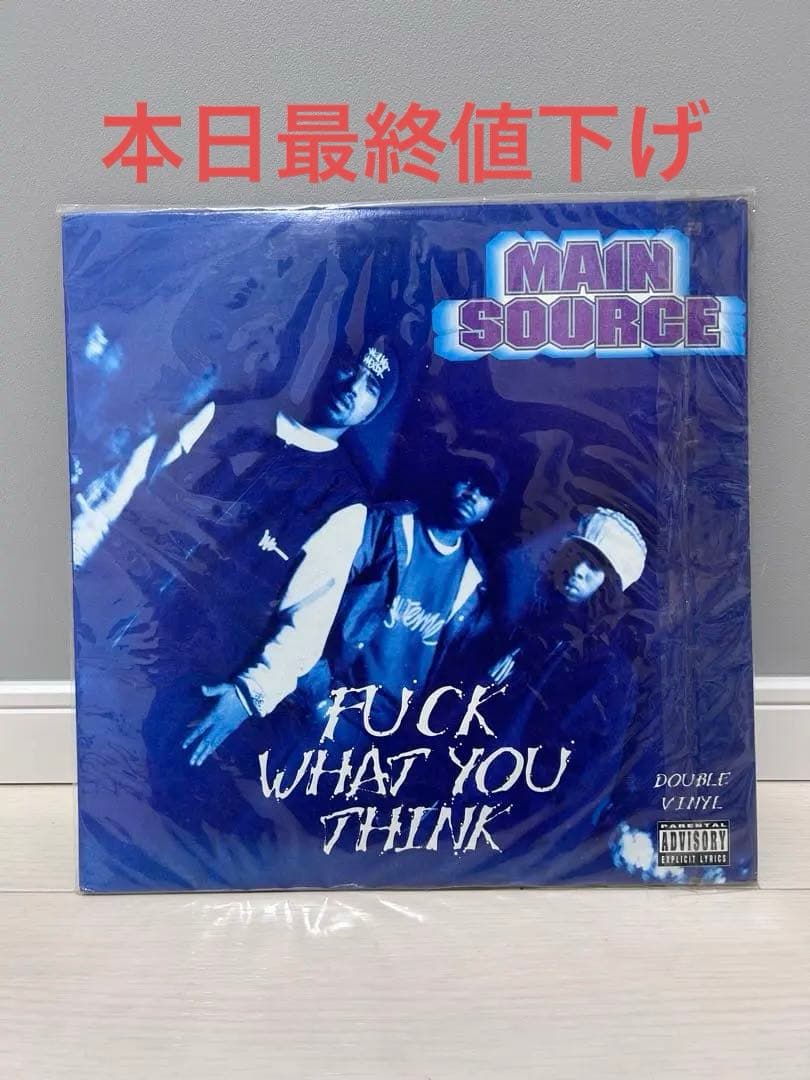 本日最終値下げ
MAIN
SOURCE
FUCK
WHAT YOU
THINK
DOUBLE
VINYL
PARENTAL
ADVISORY
EXPLICIT LYRICS